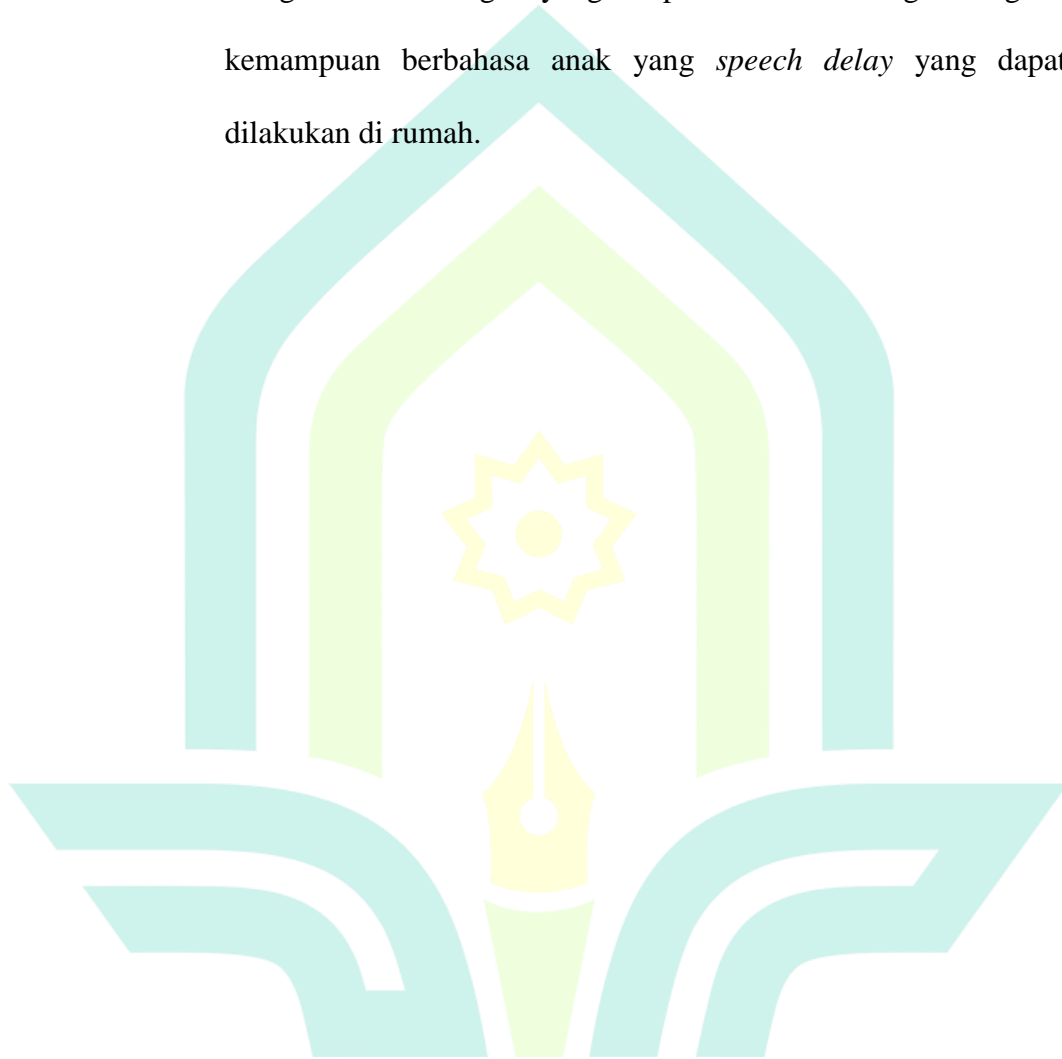 kemampuan berbahasa anak yang speech delay yang dapat
dilakukan di rumah.